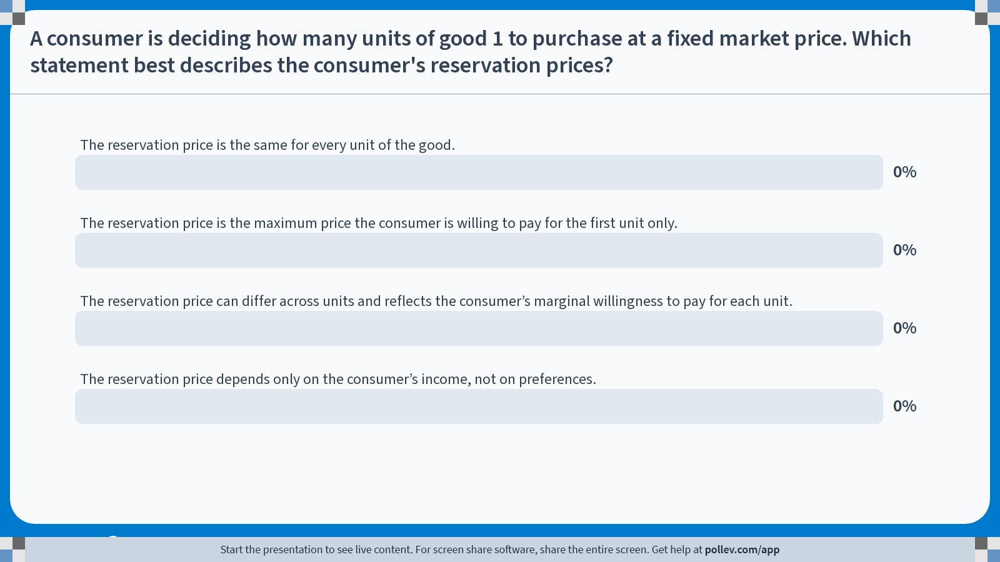 A consumer is deciding how many units of good 1 to purchase at a fixed market price. Which
statement best describes the consumer's reservation prices?
The reservation price is the same for every unit of the good.
0%
The reservation price is the maximum price the consumer is willing to pay for the first unit only.
0%
The reservation price can differ across units and reflects the consumer’s marginal willingness to pay for each unit.
0%
The reservation price depends only on the consumer’s income, not on preferences.
0%
Start the presentation to see live content. For screen share software, share the entire screen. Get help at pollev.com/app